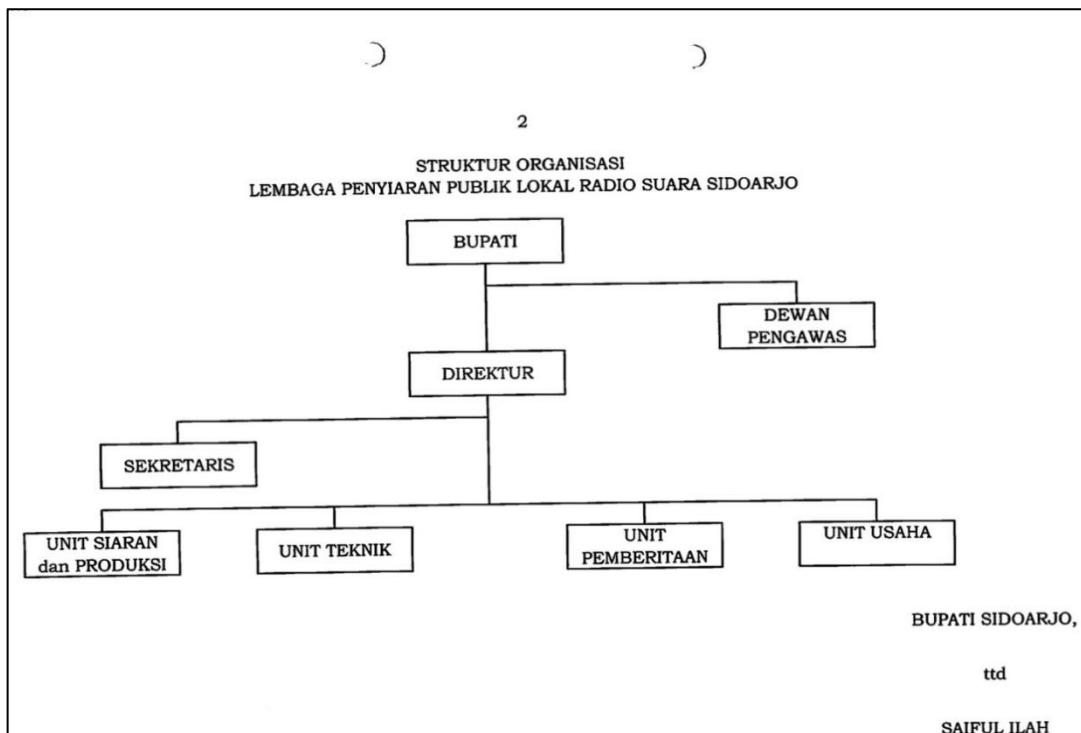 2
STRUKTUR ORGANISASI
LEMBAGA PENYIARAN PUBLIK LOKAL RADIO SUARA SIDOARJO
BUPATI
DEWAN
PENGAWAS
DIREKTUR
SEKRETARIS
UNIT SIARAN
dan PRODUKSI
UNIT TEKNIK
UNIT
PEMBERITAAN
UNIT USAHA
BUPATI SIDOARJO,
ttd
SAIFUL ILAH